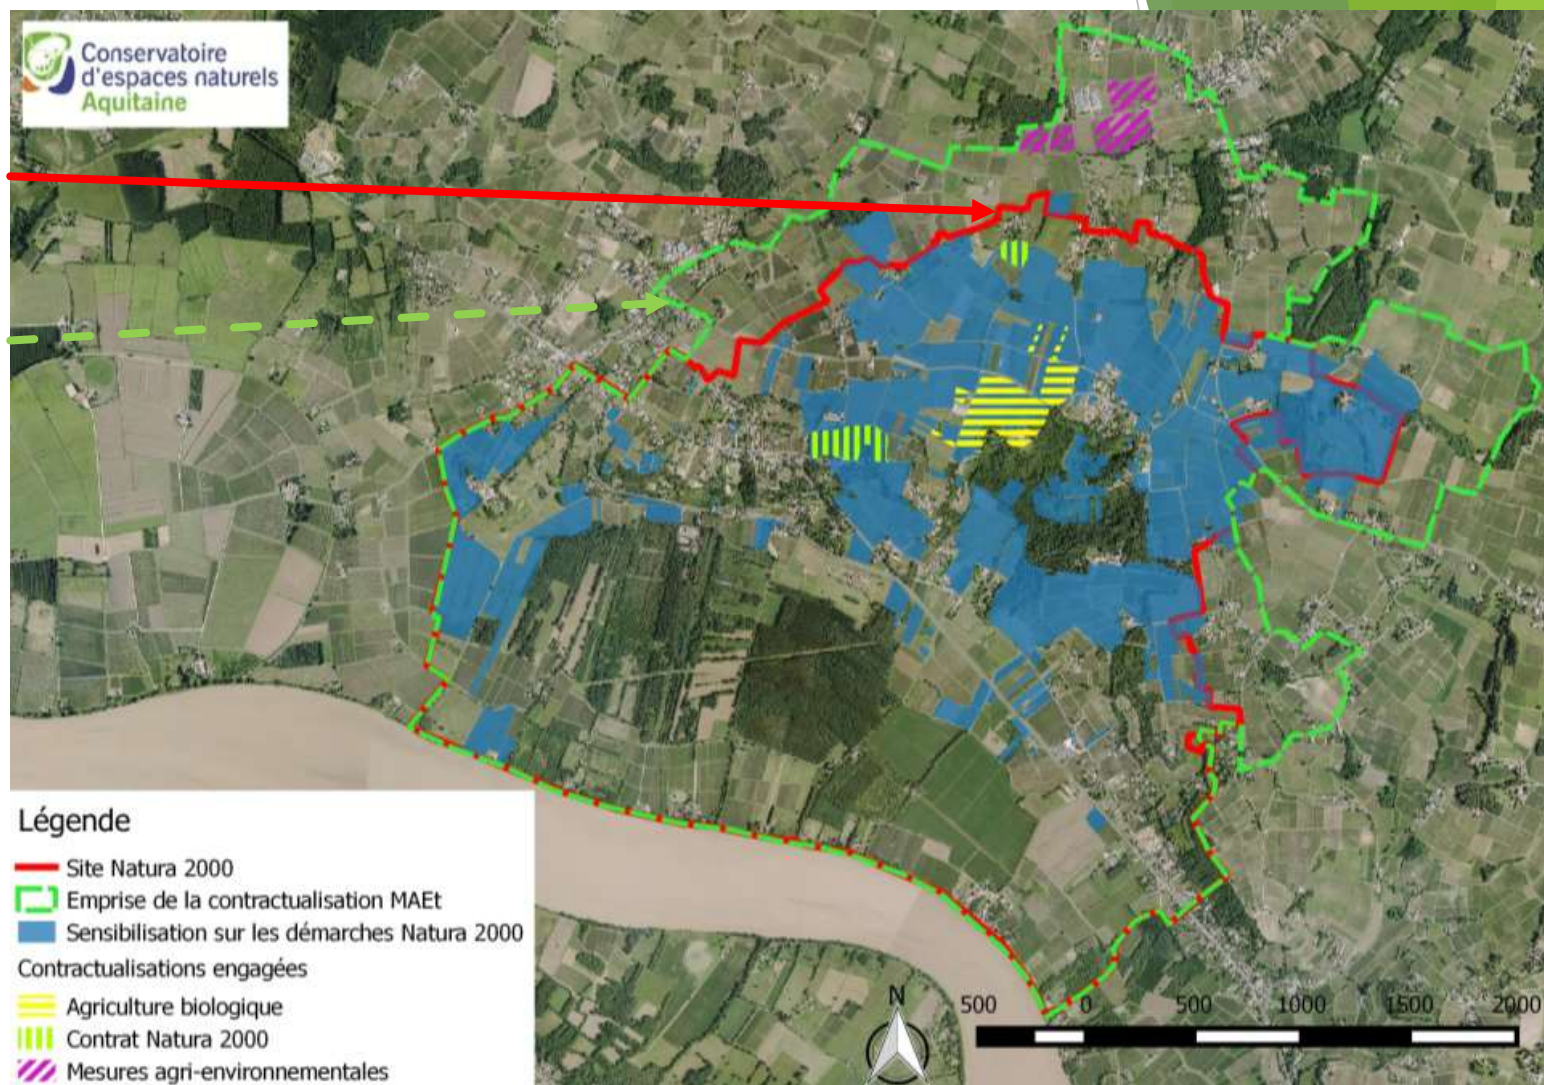 Conservatoire
d'espaces naturels
Aquitaine
Légende
Site Natura 2000
Emprise de la contractualisation MAEt
Sensibilisation sur les démarches Natura 2000
Contractualisations engagées
Agriculture biologique
Contrat Natura 2000
Mesures agri-environnementales
N
500 0 500 1000 1500 2000